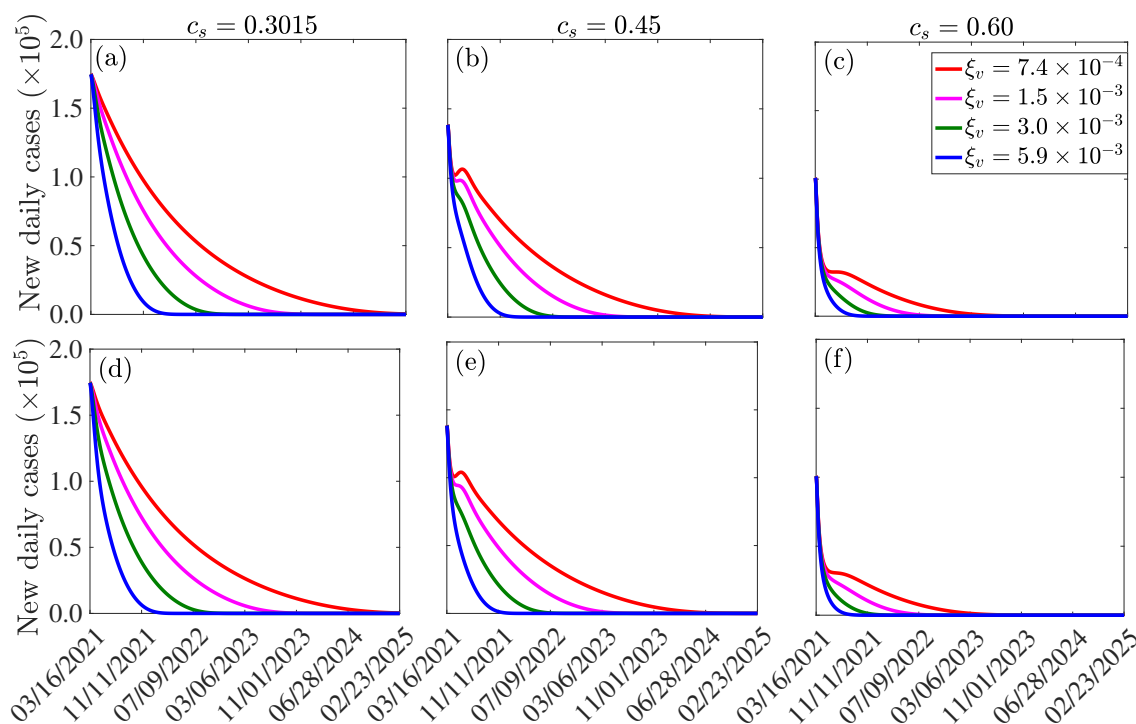 c_s = 0.3015
c_s = 0.45
c_s = 0.60
New daily cases (×10^5)
2.0
1.5
1.0
0.5
0.0
(a)
(b)
(c)
ξ_v = 7.4 × 10^−4
ξ_v = 1.5 × 10^−3
ξ_v = 3.0 × 10^−3
ξ_v = 5.9 × 10^−3
New daily cases (×10^5)
2.0
1.5
1.0
0.5
0.0
(d)
(e)
(f)
03/16/2021
11/11/2021
07/09/2022
03/06/2023
11/01/2023
06/28/2024
02/23/2025
03/16/2021
11/11/2021
07/09/2022
03/06/2023
11/01/2023
06/28/2024
02/23/2025
03/16/2021
11/11/2021
07/09/2022
03/06/2023
11/01/2023
06/28/2024
02/23/2025